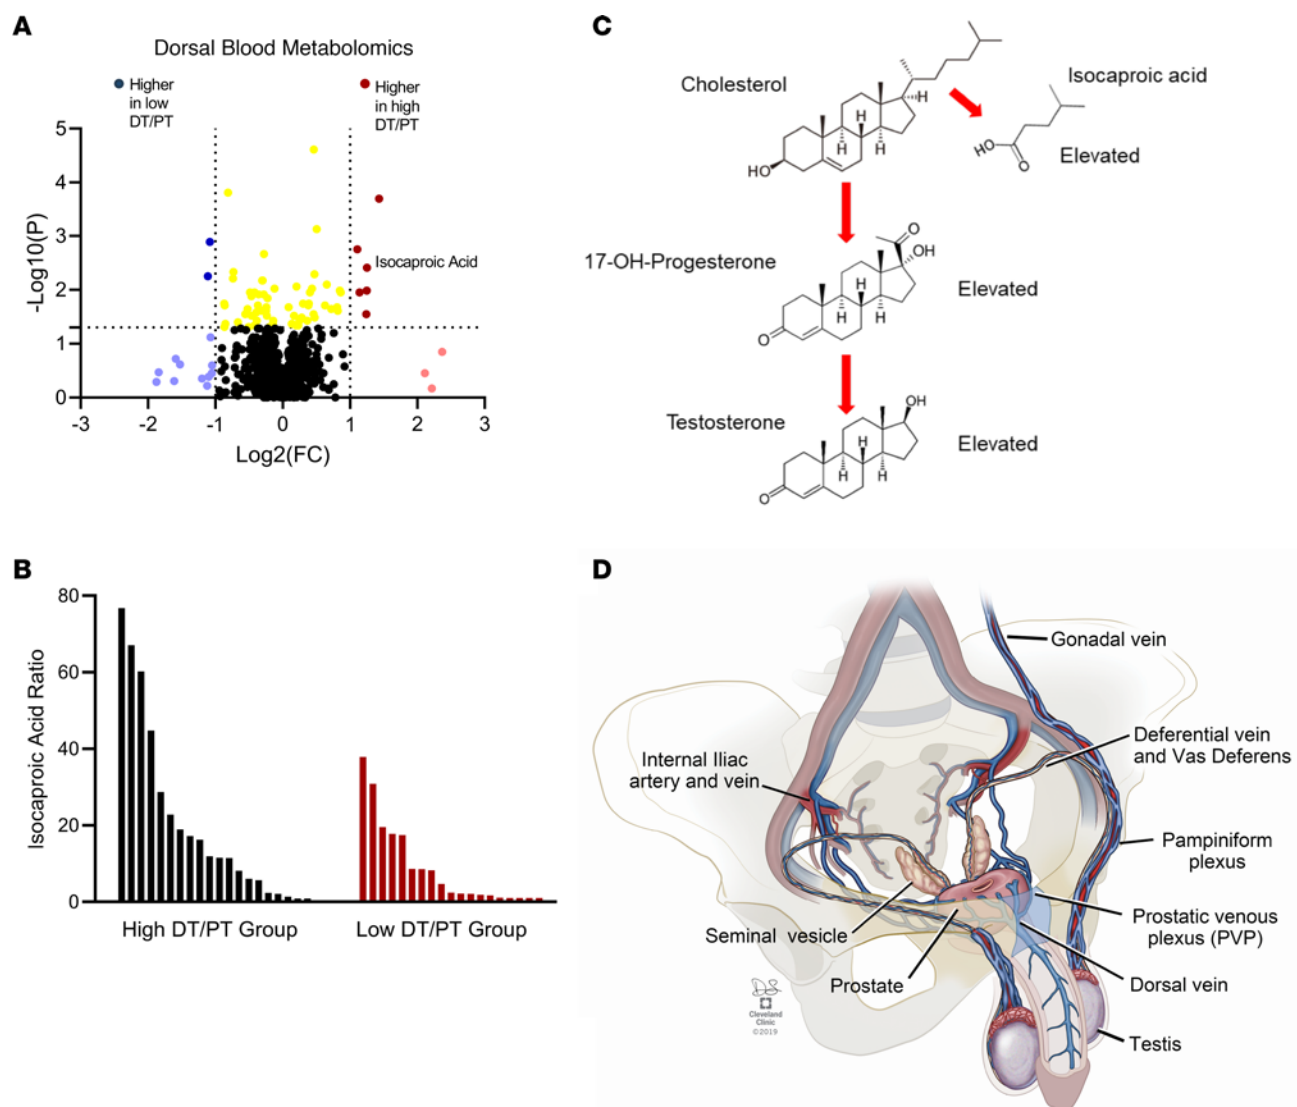 A
Dorsal Blood Metabolomics
Higher
in low
DT/PT
Higher
in high
DT/PT
5
4
3
2
1
0
-Log10(P)
Isocaproic Acid
-3
-2
-1
0
1
2
3
Log2(FC)
C
Cholesterol
H
H
H
H
HO
Isocaproic acid
HO
O
Elevated
17-OH-Progesterone
O
OH
H
H
H
O
Elevated
Testosterone
OH
H
H
H
O
Elevated
B
80
60
40
20
0
Isocaproic Acid Ratio
High DT/PT Group
Low DT/PT Group
D
Gonadal vein
Deferential vein
and Vas Deferens
Internal Iliac
artery and vein
Pampiniform
plexus
Seminal vesicle
Prostatic venous
plexus (PVP)
Prostate
Dorsal vein
Cleveland
Clinic
©2019
Testis